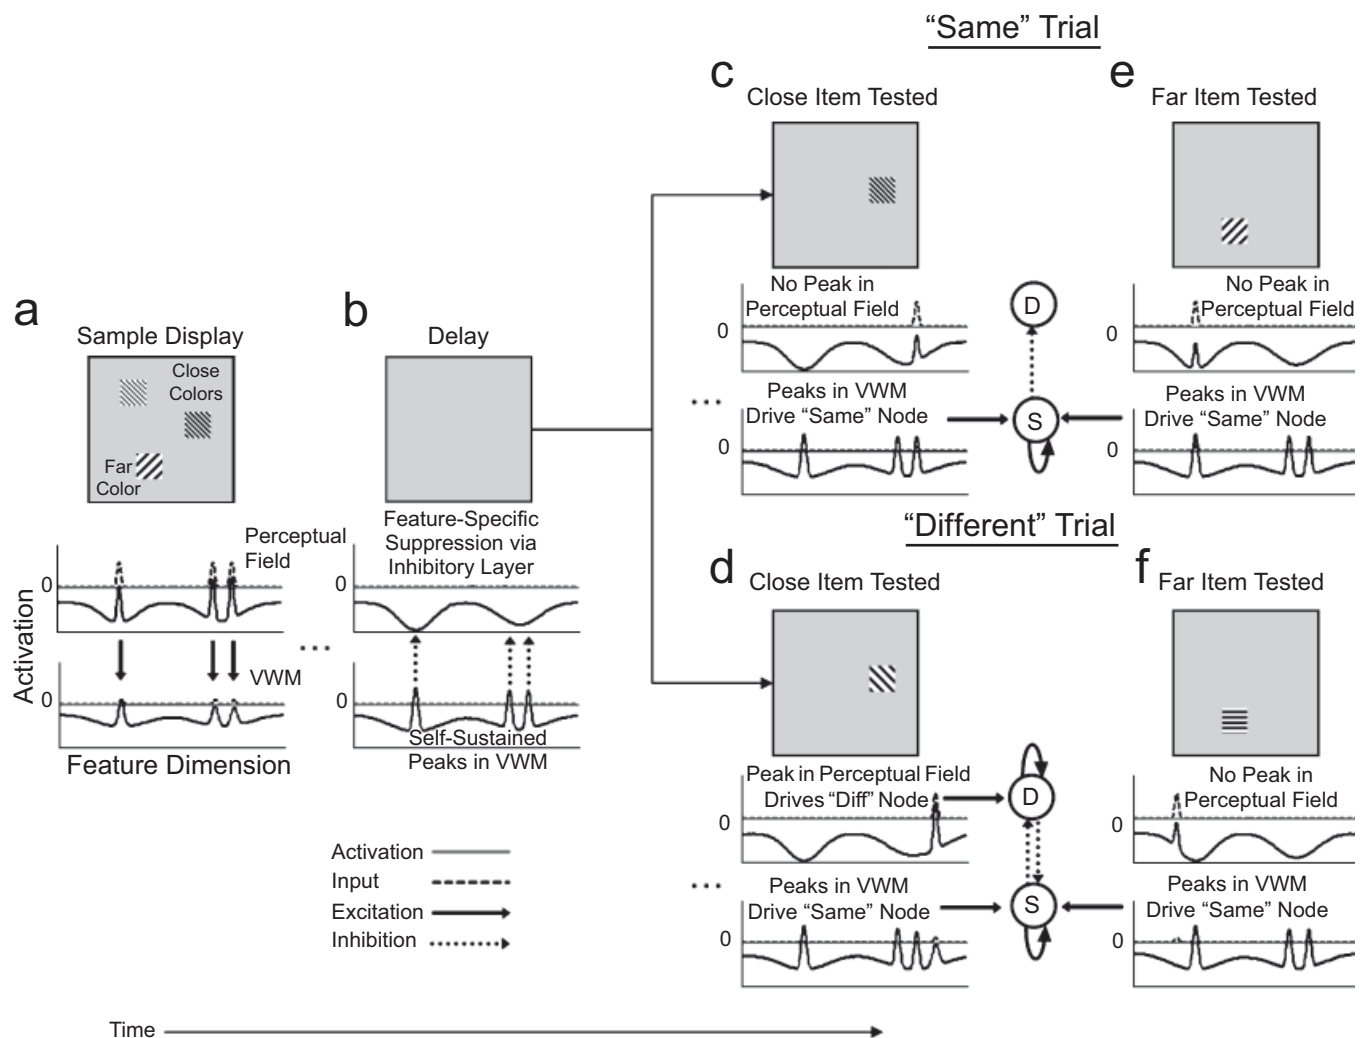 "Same" Trial
c
Close Item Tested
e
Far Item Tested
No Peak in
Perceptual Field
0
D
No Peak in
Perceptual Field
0
a
Sample Display
Close
Colors
Far
Color
b
Delay
...
Peaks in VWM
Drive "Same" Node
0
S
Peaks in VWM
Drive "Same" Node
0
Perceptual
Field
0
Feature-Specific
Suppression via
Inhibitory Layer
0
Activation
...
VWM
0
0
Self-Sustained
Peaks in VWM
Feature Dimension
"Different" Trial
d
Close Item Tested
f
Far Item Tested
Peak in Perceptual Field
Drives "Diff" Node
0
D
No Peak in
Perceptual Field
0
...
Peaks in VWM
Drive "Same" Node
0
S
Peaks in VWM
Drive "Same" Node
0
Activation
Input
Excitation
Inhibition
Time